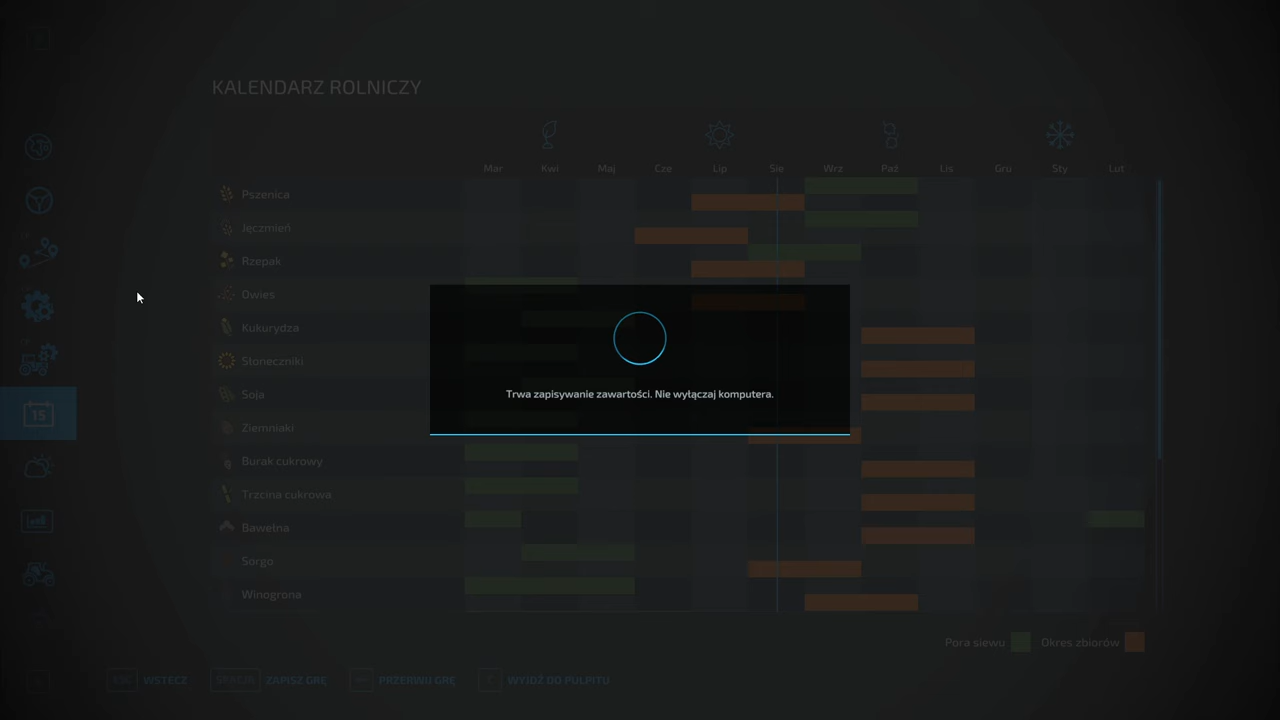 KALENDARZ ROLNICZY
Mar Kwi Maj Cze Lip Sie Wrz Paź Lis Gru Sty Lut
Pszenica
Jęczmień
Rzepak
Owies
Kukurydza
Słoneczniki
Soja
Ziemniaki
Burak cukrowy
Trzcina cukrowa
Bawełna
Sorgo
Winogrona
15
Trwa zapisywanie zawartości. Nie wyłączaj komputera.
Pora siewu Okres zbiorów
ESC WSTECZ ZAPISZ GRĘ PRZERWIJ GRĘ WYJDŹ DO PULPITU